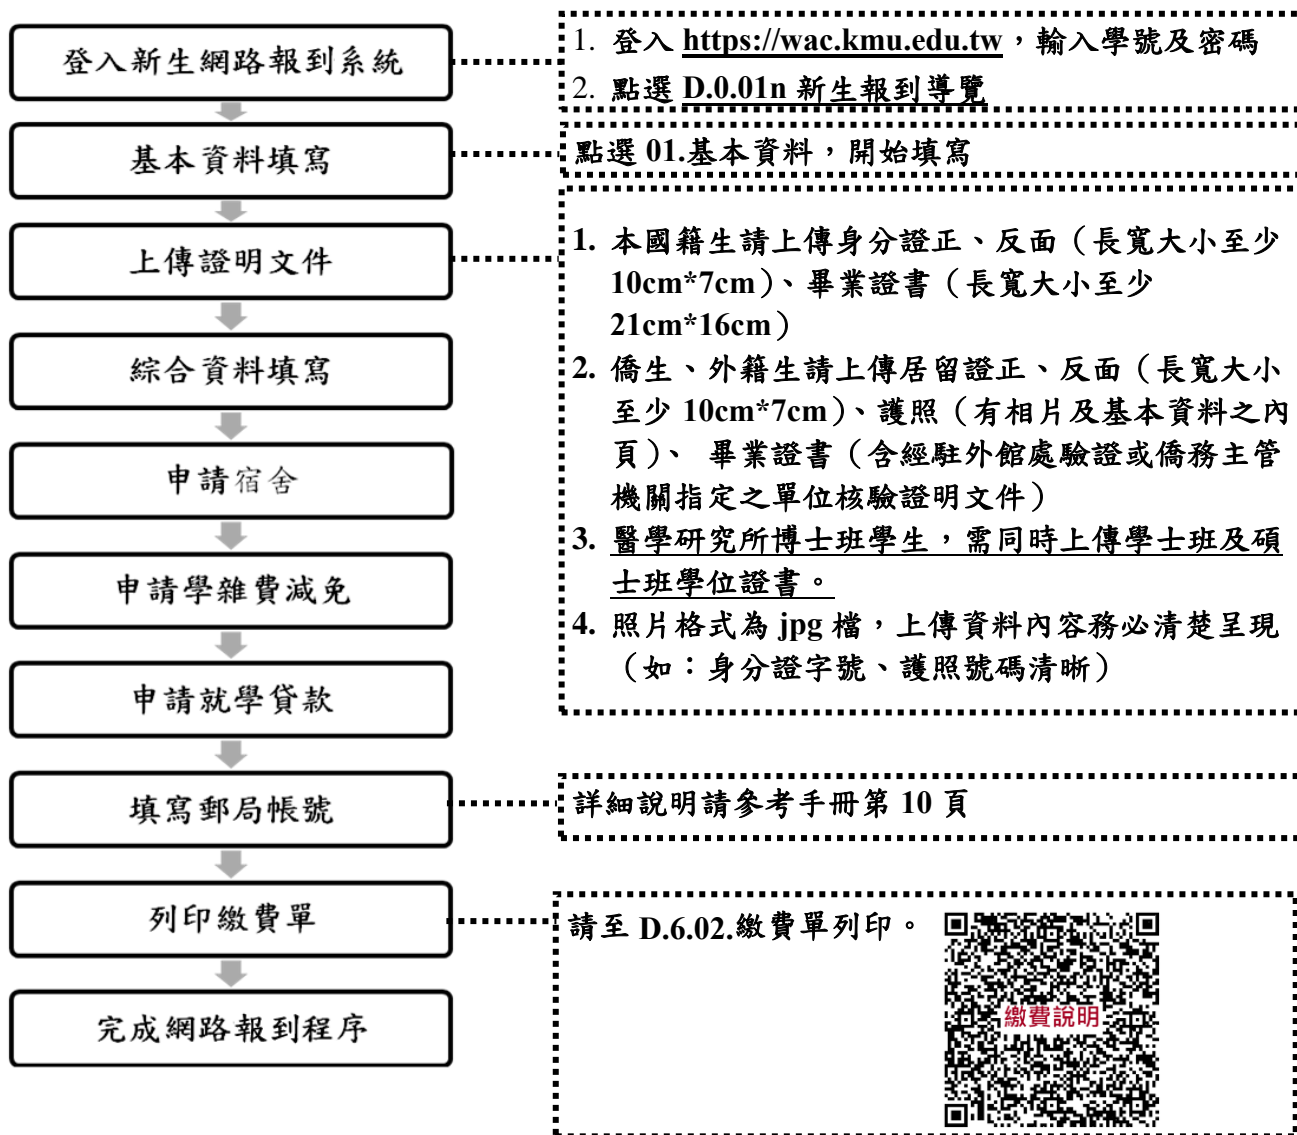 登入新生網路報到系統
1. 登入 https://wac.kmu.edu.tw，輸入學號及密碼
2. 點選 D.0.01n 新生報到導覽
基本資料填寫
點選 01.基本資料，開始填寫
上傳證明文件
1. 本國籍生請上傳身分證正、反面（長寬大小至少
10cm*7cm）、畢業證書（長寬大小至少
21cm*16cm）
2. 僑生、外籍生請上傳居留證正、反面（長寬大小
至少 10cm*7cm）、護照（有相片及基本資料之內
頁）、 畢業證書（含經駐外館處驗證或僑務主管
機關指定之單位核驗證明文件）
3. 醫學研究所博士班學生，需同時上傳學士班及碩
士班學位證書。
4. 照片格式為 jpg 檔，上傳資料內容務必清楚呈現
（如：身分證字號、護照號碼清晰）
綜合資料填寫
申請宿舍
申請學雜費減免
申請就學貸款
填寫郵局帳號
詳細說明請參考手冊第 10 頁
列印繳費單
請至 D.6.02.繳費單列印。
繳費說明
完成網路報到程序